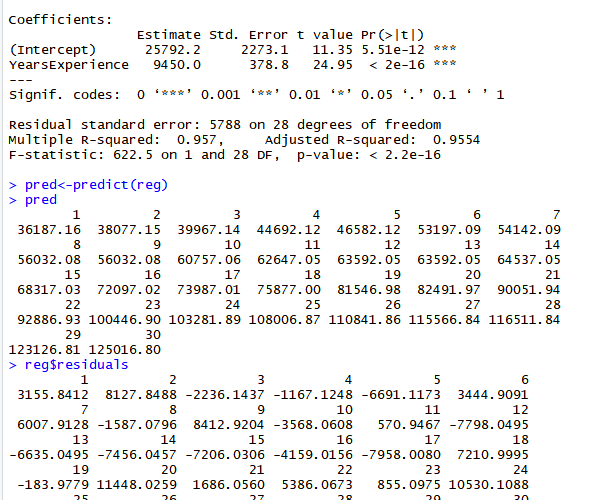 Coefficients:
Estimate Std. Error t value Pr(>|t|)
(Intercept) 25792.2 2273.1 11.35 5.51e-12 ***
YearsExperience 9450.0 378.8 24.95 < 2e-16 ***
---
Signif. codes: 0 ‘***’ 0.001 ‘**’ 0.01 ‘*’ 0.05 ‘.’ 0.1 ‘ ’ 1
Residual standard error: 5788 on 28 degrees of freedom
Multiple R-squared: 0.957, Adjusted R-squared: 0.9554
F-statistic: 622.5 on 1 and 28 DF, p-value: < 2.2e-16
> pred<-predict(reg)
> pred
1 2 3 4 5 6 7
36187.16 38077.15 39967.14 44692.12 46582.12 53197.09 54142.09
8 9 10 11 12 13 14
56032.08 56032.08 60757.06 62647.05 63592.05 63592.05 64537.05
15 16 17 18 19 20 21
68317.03 72097.02 73987.01 75877.00 81546.98 82491.97 90051.94
22 23 24 25 26 27 28
92886.93 100446.90 103281.89 108006.87 110841.86 115566.84 116511.84
29 30
123126.81 125016.80
> reg$residuals
1 2 3 4 5 6
3155.8412 8127.8488 -2236.1437 -1167.1248 -6691.1173 3444.9091
7 8 9 10 11 12
6007.9128 -1587.0796 8412.9204 -3568.0608 570.9467 -7798.0495
13 14 15 16 17 18
-6635.0495 -7456.0457 -7206.0306 -4159.0156 -7958.0080 7210.9995
19 20 21 22 23 24
-183.9779 11448.0259 1686.0560 5386.0673 855.0975 10530.1088
25 26 27 28 29 30